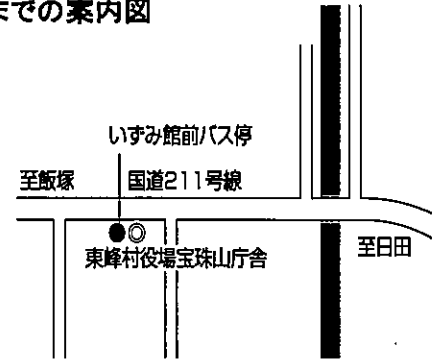 までの案内図
いずみ館前バス停
至飯塚
国道211号線
東峰村役場宝珠山庁舎
至日田